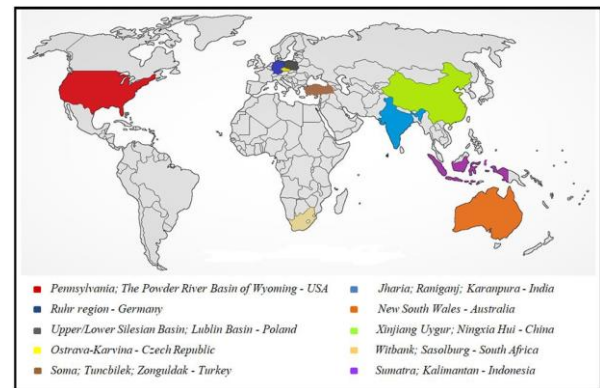 Pennsylvania; The Powder River Basin of Wyoming - USA
Ruhr region - Germany
Upper/Lower Silesian Basin; Lublin Basin - Poland
Ostrava-Karvina - Czech Republic
Soma; Tuncbilek; Zonguldak - Turkey
Jharia; Raniganj; Karanpura - India
New South Wales - Australia
Xinjiang Uygur; Ningxia Hui - China
Witbank; Sasolburg - South Africa
Sumatra; Kalimantan - Indonesia